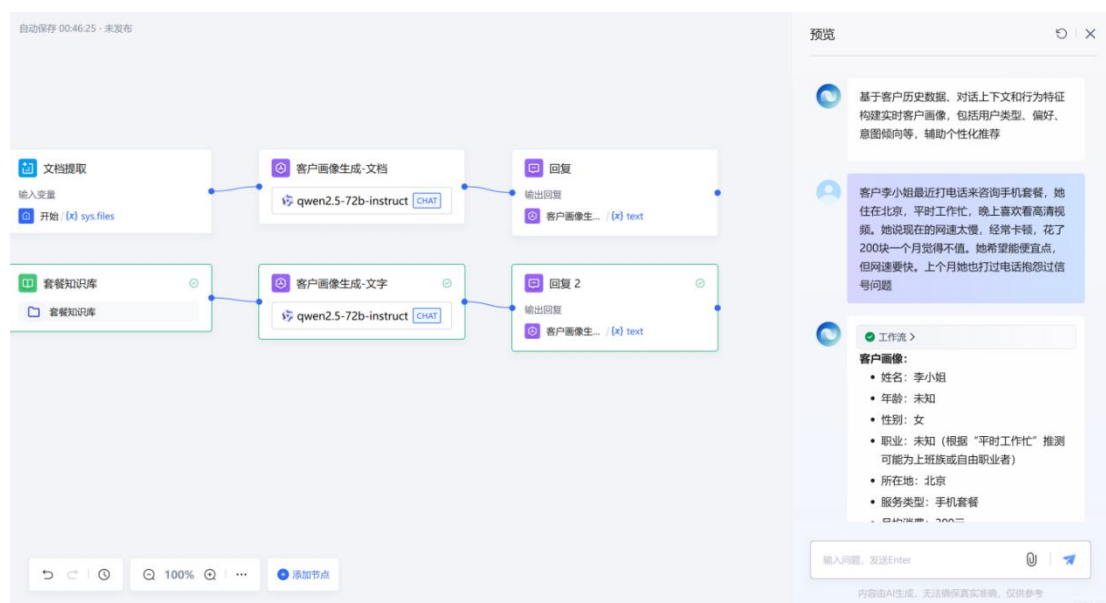 自动保存 00:46:25 · 未发布
文档提取
输入变量
开始 / {x} sys.files
客户画像生成-文档
qwen2.5-72b-instruct CHAT
回复
输出回复
客户画像生... / {x} text
套餐知识库
套餐知识库
客户画像生成-文字
qwen2.5-72b-instruct CHAT
回复 2
输出回复
客户画像生... / {x} text
100%
添加节点
预览
基于客户历史数据、对话上下文和行为特征
构建实时客户画像，包括用户类型、偏好、
意图倾向等，辅助个性化推荐
客户李小姐最近打电话来咨询手机套餐，她
住在北京，平时工作忙，晚上喜欢看高清视
频。她说现在的网速太慢，经常卡顿，花了
200块一个月觉得不值。她希望能便宜点，
但网速要快。上个月她也打过电话抱怨过信
号问题
工作流 >
客户画像：
• 姓名：李小姐
• 年龄：未知
• 性别：女
• 职业：未知（根据“平时工作忙”推测
可能为上班族或自由职业者）
• 所在地：北京
• 服务类型：手机套餐
• 月均消费：200元
输入问题，发送Enter
内容由AI生成，无法确保真实准确，仅供参考